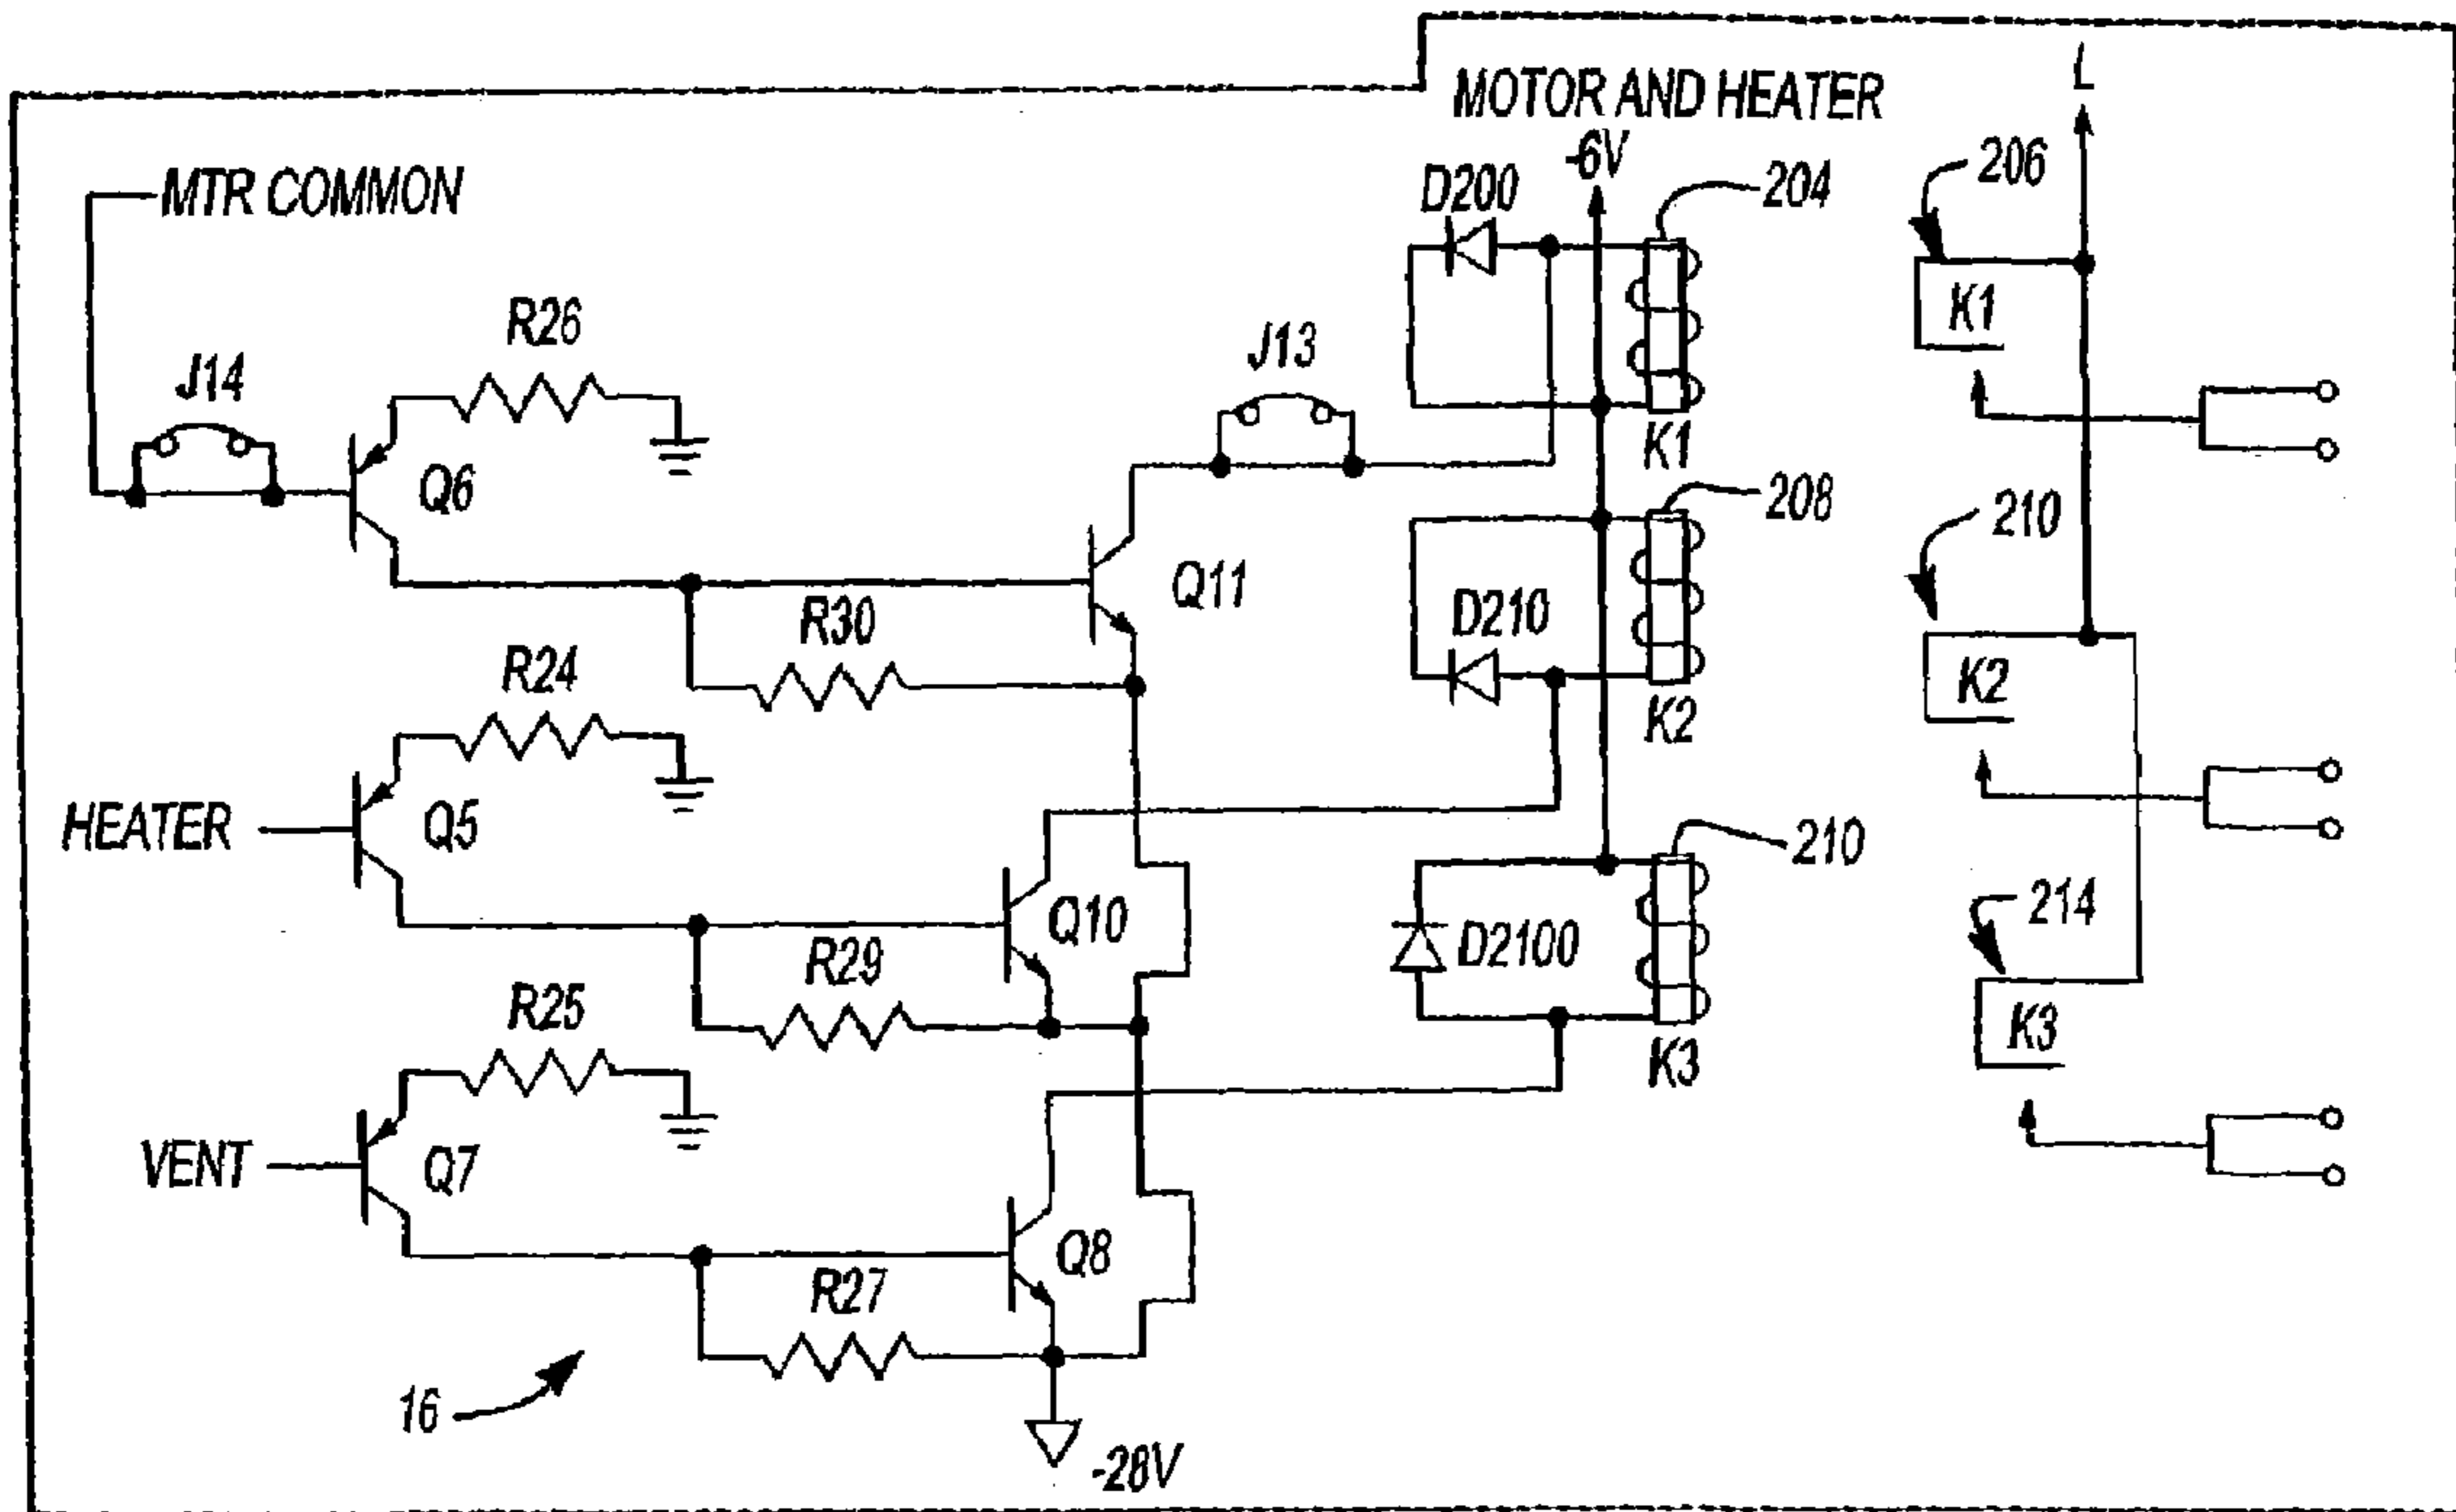 L
MOTOR AND HEATER
-6V
206
MTR COMMON
D200
204
R26
K1
J14
J13
Q6
K1
208
210
Q11
R30
D210
R24
K2
K2
HEATER
Q5
210
Q10
214
R29
D2100
R25
K3
K3
VENT
Q7
Q8
R27
16
-28V